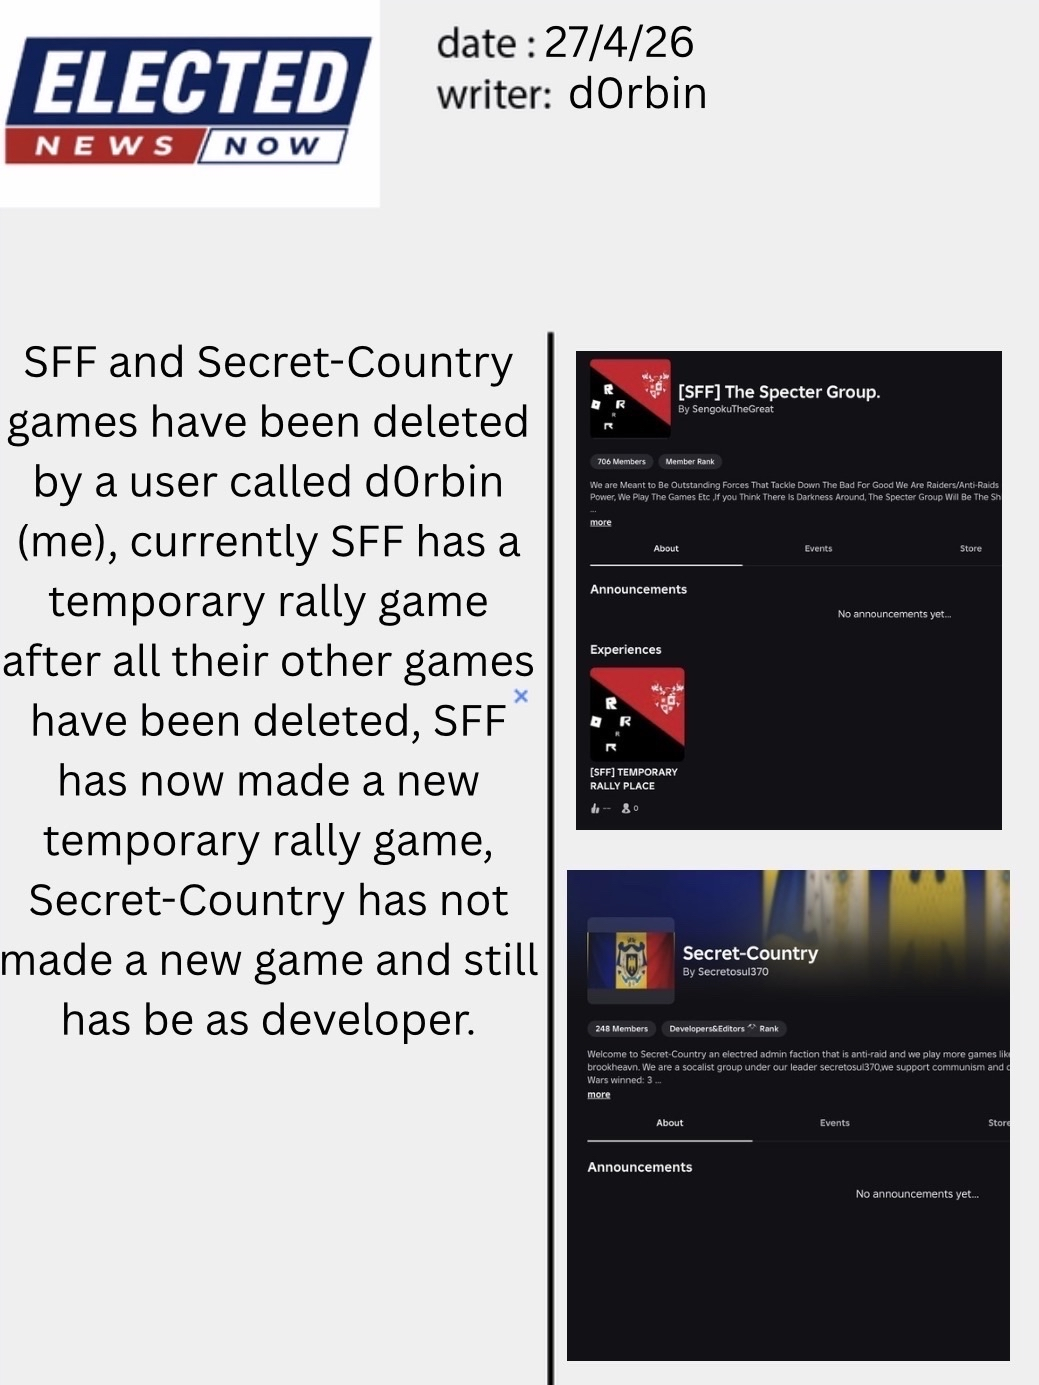 ELECTED
NEWS NOW
date : 27/4/26
writer: d0rbin
SFF and Secret-Country
games have been deleted
by a user called d0rbin
(me), currently SFF has a
temporary rally game
after all their other games
have been deleted, SFF
has now made a new
temporary rally game,
Secret-Country has not
made a new game and still
has be as developer.
[SFF] The Specter Group.
By SengokuTheGreat
706 Members Member Rank
We are Meant to Be Outstanding Forces That Tackle Down The Bad For Good We Are Raiders/Anti-Raids
Power, We Play The Games Etc ,If you Think There Is Darkness Around, The Specter Group Will Be The Sh
...
more
About Events Store
Announcements
No announcements yet...
Experiences
[SFF] TEMPORARY
RALLY PLACE
-- 0
Secret-Country
By Secretosul370
248 Members Developers&Editors Rank
Welcome to Secret-Country an electred admin faction that is anti-raid and we play more games like
brookheavn. We are a socalist group under our leader secretosul370,we support communism and
Wars winned: 3 ...
more
About Events Store
Announcements
No announcements yet...